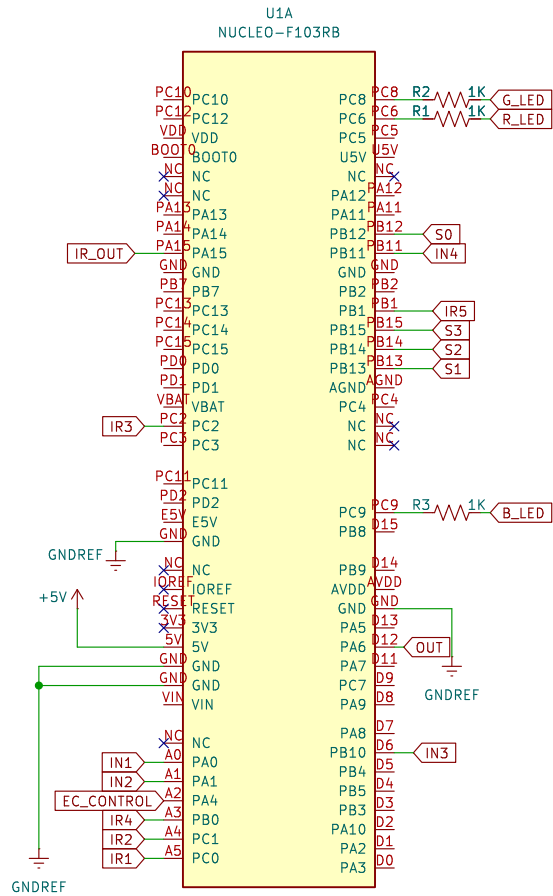 U1A
NUCLEO-F103RB
PC10 PC10 PC8 PC8 R2 1K G_LED
PC12 PC12 PC6 PC6 R1 1K R_LED
VDD VDD PC5 PC5
BOOT0 BOOT0 U5V U5V
NC NC NC NC
NC NC PA12 PA12
PA13 PA13 PA11 PA11
PA14 PA14 PB12 PB12 S0
IR_OUT PA15 PA15 PB11 PB11 IN4
GND GND GND GND
PB7 PB7 PB2 PB2
PC13 PC13 PB1 PB1 IR5
PC14 PC14 PB15 PB15 S3
PC15 PC15 PB14 PB14 S2
PD0 PD0 PB13 PB13 S1
PD1 PD1 AGND AGND
VBAT VBAT PC4 PC4
IR3 PC2 PC2 NC NC
PC3 PC3 NC NC
PC11 PC11
PD2 PD2 PC9 PC9 R3 1K B_LED
E5V E5V PB8 D15
GND GND
GNDREF
NC NC PB9 D14
IOREF IOREF AVDD AVDD
+5V RESET RESET GND GND
3V3 3V3 PA5 D13
5V 5V PA6 D12 OUT
GND GND PA7 D11
GND GND PC7 D9
GNDREF
VIN VIN PA9 D8
PA8 D7
NC NC PB10 D6 IN3
IN1 A0 PA0 PB4 D5
IN2 A1 PA1 PB5 D4
EC_CONTROL A2 PA4 PB3 D3
IR4 A3 PB0 PA10 D2
IR2 A4 PC1 PA2 D1
IR1 A5 PC0 PA3 D0
GNDREF